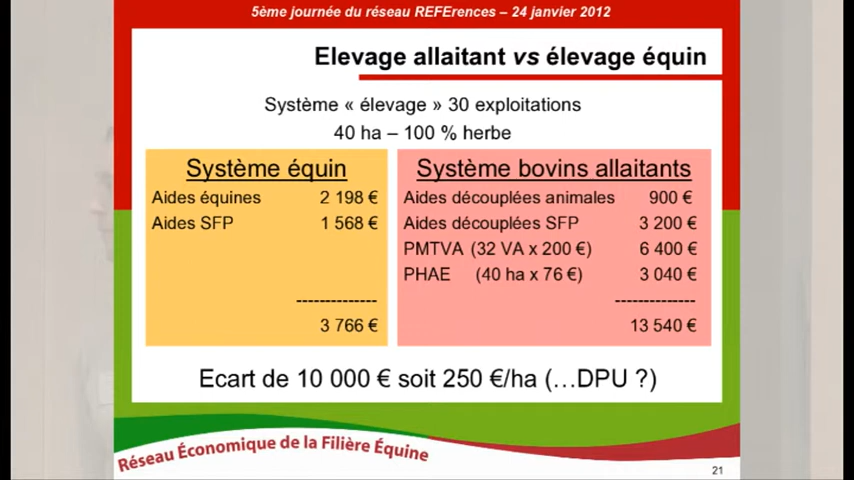 5ème journée du réseau REFErences – 24 janvier 2012
Elevage allaitant vs élevage équin
Système « élevage » 30 exploitations
40 ha – 100 % herbe
Système équin
Aides équines 2 198 €
Aides SFP 1 568 €
--------------
3 766 €
Système bovins allaitants
Aides découplées animales 900 €
Aides découplées SFP 3 200 €
PMTVA (32 VA x 200 €) 6 400 €
PHAE (40 ha x 76 €) 3 040 €
--------------
13 540 €
Ecart de 10 000 € soit 250 €/ha (…DPU ?)
Réseau Économique de la Filière Équine
21